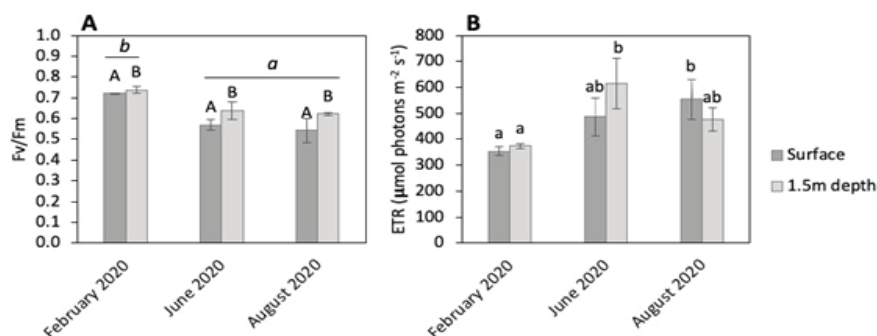 A
Fv/Fm
1.0
0.9
0.8
0.7
0.6
0.5
0.4
0.3
0.2
0.1
0.0
b
a
A B
A B
A B
February 2020
June 2020
August 2020
B
ETR (µmol photons m⁻² s⁻¹)
800
700
600
500
400
300
200
100
0
a a
ab b
b ab
February 2020
June 2020
August 2020
Surface
1.5m depth